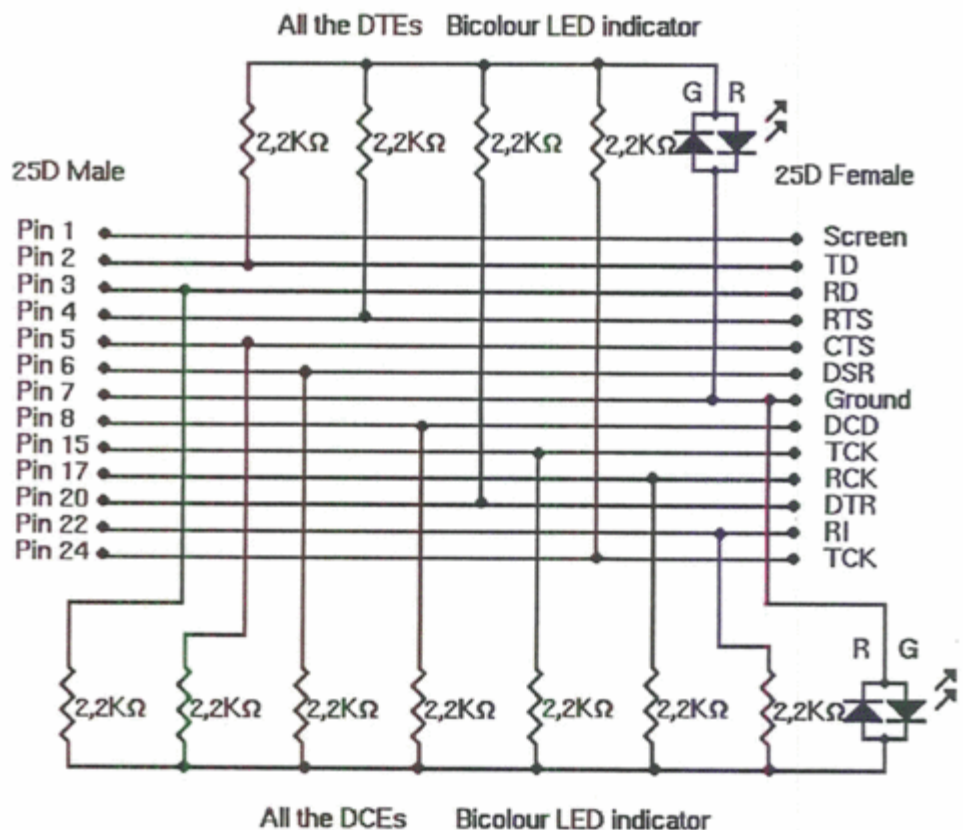 All the DTEs Bicolour LED indicator
G R
2,2KΩ 2,2KΩ 2,2KΩ 2,2KΩ
25D Male 25D Female
Pin 1 Screen
Pin 2 TD
Pin 3 RD
Pin 4 RTS
Pin 5 CTS
Pin 6 DSR
Pin 7 Ground
Pin 8 DCD
Pin 15 TCK
Pin 17 RCK
Pin 20 DTR
Pin 22 RI
Pin 24 TCK
R G
2,2KΩ 2,2KΩ 2,2KΩ 2,2KΩ 2,2KΩ 2,2KΩ 2,2KΩ
All the DCEs Bicolour LED indicator